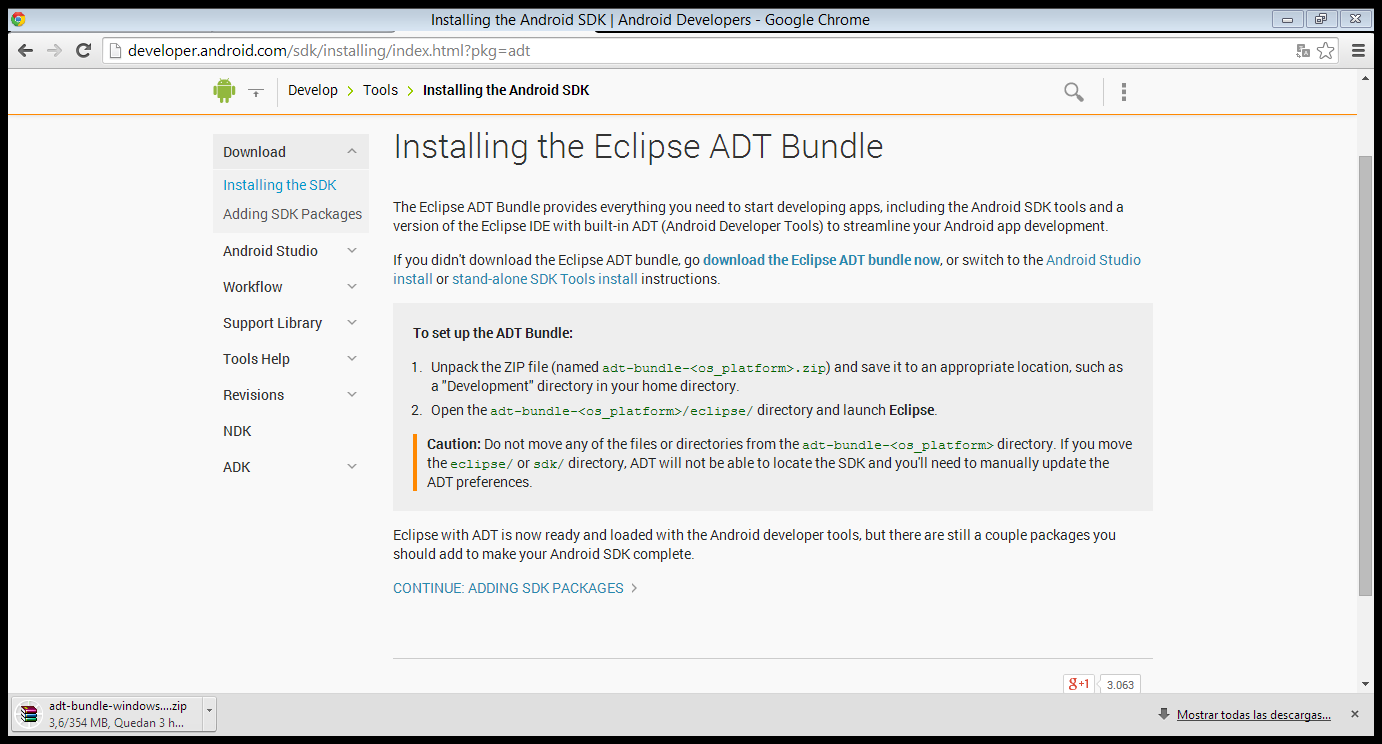 Installing the Android SDK | Android Developers - Google Chrome
developer.android.com/sdk/installing/index.html?pkg=adt
Develop > Tools > Installing the Android SDK
Download
Installing the SDK
Adding SDK Packages
Android Studio
Workflow
Support Library
Tools Help
Revisions
NDK
ADK
Installing the Eclipse ADT Bundle
The Eclipse ADT Bundle provides everything you need to start developing apps, including the Android SDK tools and a
version of the Eclipse IDE with built-in ADT (Android Developer Tools) to streamline your Android app development.
If you didn't download the Eclipse ADT bundle, go download the Eclipse ADT bundle now, or switch to the Android Studio
install or stand-alone SDK Tools install instructions.
To set up the ADT Bundle:
1. Unpack the ZIP file (named adt-bundle-<os_platform>.zip) and save it to an appropriate location, such as
a "Development" directory in your home directory.
2. Open the adt-bundle-<os_platform>/eclipse/ directory and launch Eclipse.
Caution: Do not move any of the files or directories from the adt-bundle-<os_platform> directory. If you move
the eclipse/ or sdk/ directory, ADT will not be able to locate the SDK and you'll need to manually update the
ADT preferences.
Eclipse with ADT is now ready and loaded with the Android developer tools, but there are still a couple packages you
should add to make your Android SDK complete.
CONTINUE: ADDING SDK PACKAGES >
g+1 3.063
adt-bundle-windows....zip
3,6/354 MB, Quedan 3 h...
Mostrar todas las descargas...